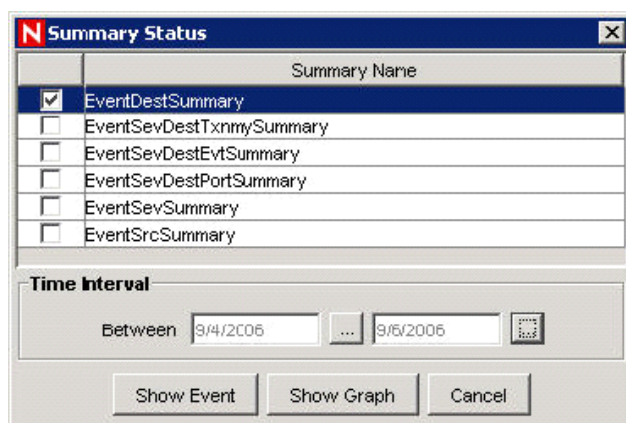 N Summary Status
Summary Name
EventDestSummary
EventSevDestTxnmySummary
EventSevDestEvtSummary
EventSevDestPortSummary
EventSevSummary
EventSrcSummary
Time Interval
Between 9/4/2006 ... 9/6/2006 ...
Show Event Show Graph Cancel